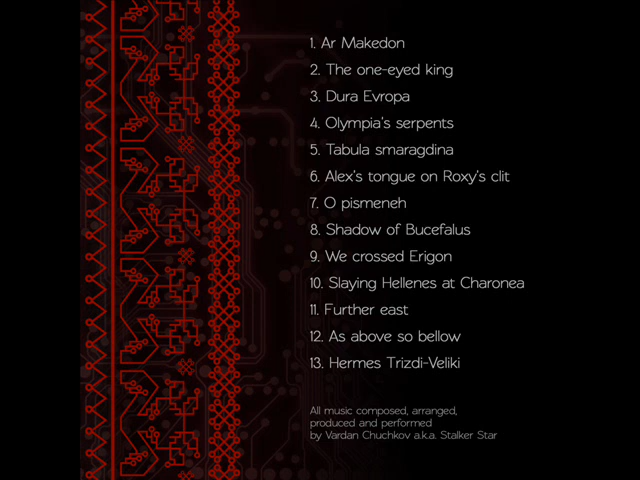 1. Ar Makedon
2. The one-eyed king
3. Dura Evropa
4. Olympia's serpents
5. Tabula smaragdina
6. Alex's tongue on Roxy's clit
7. O pismeneh
8. Shadow of Bucefalus
9. We crossed Erigon
10. Slaying Hellenes at Charonea
11. Further east
12. As above so bellow
13. Hermes Trizdi-Veliki
All music composed, arranged,
produced and performed
by Vardan Chuchkov a.k.a. Stalker Star